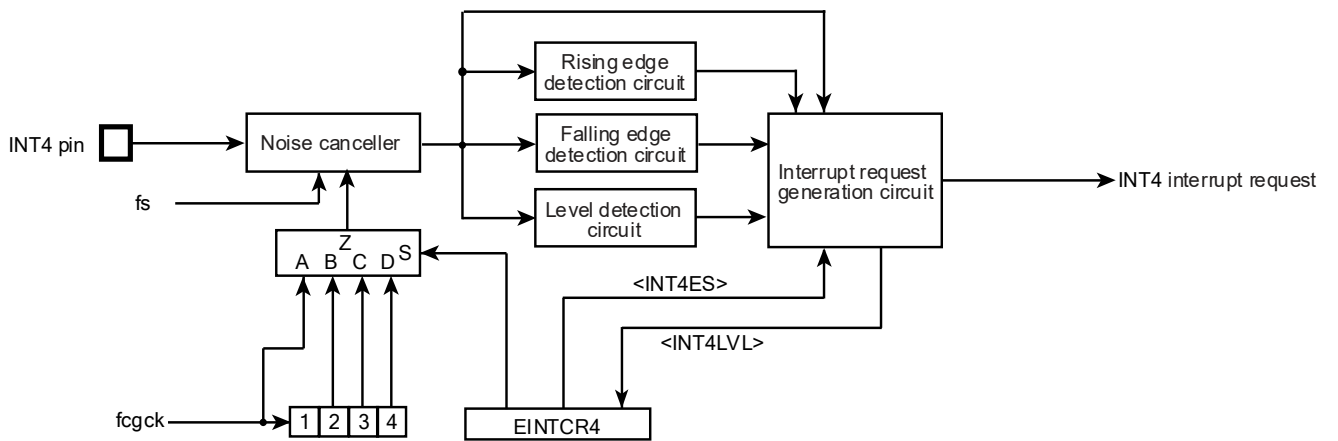 Rising edge
detection circuit
INT4 pin
Noise canceller
Falling edge
detection circuit
Interrupt request
generation circuit
INT4 interrupt request
fs
Level detection
circuit
Z
S
A B C D
<INT4ES>
<INT4LVL>
fcgck
1 2 3 4
EINTCR4